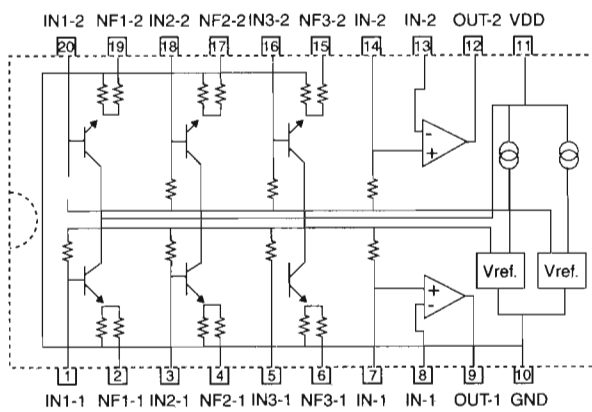 IN1-2 NF1-2 IN2-2 NF2-2 IN3-2 NF3-2 IN-2 IN-2 OUT-2 VDD
20 19 18 17 16 15 14 13 12 11
- +
Vref. Vref.
+ -
1 2 3 4 5 6 7 8 9 10
IN1-1 NF1-1 IN2-1 NF2-1 IN3-1 NF3-1 IN-1 IN-1 OUT-1 GND